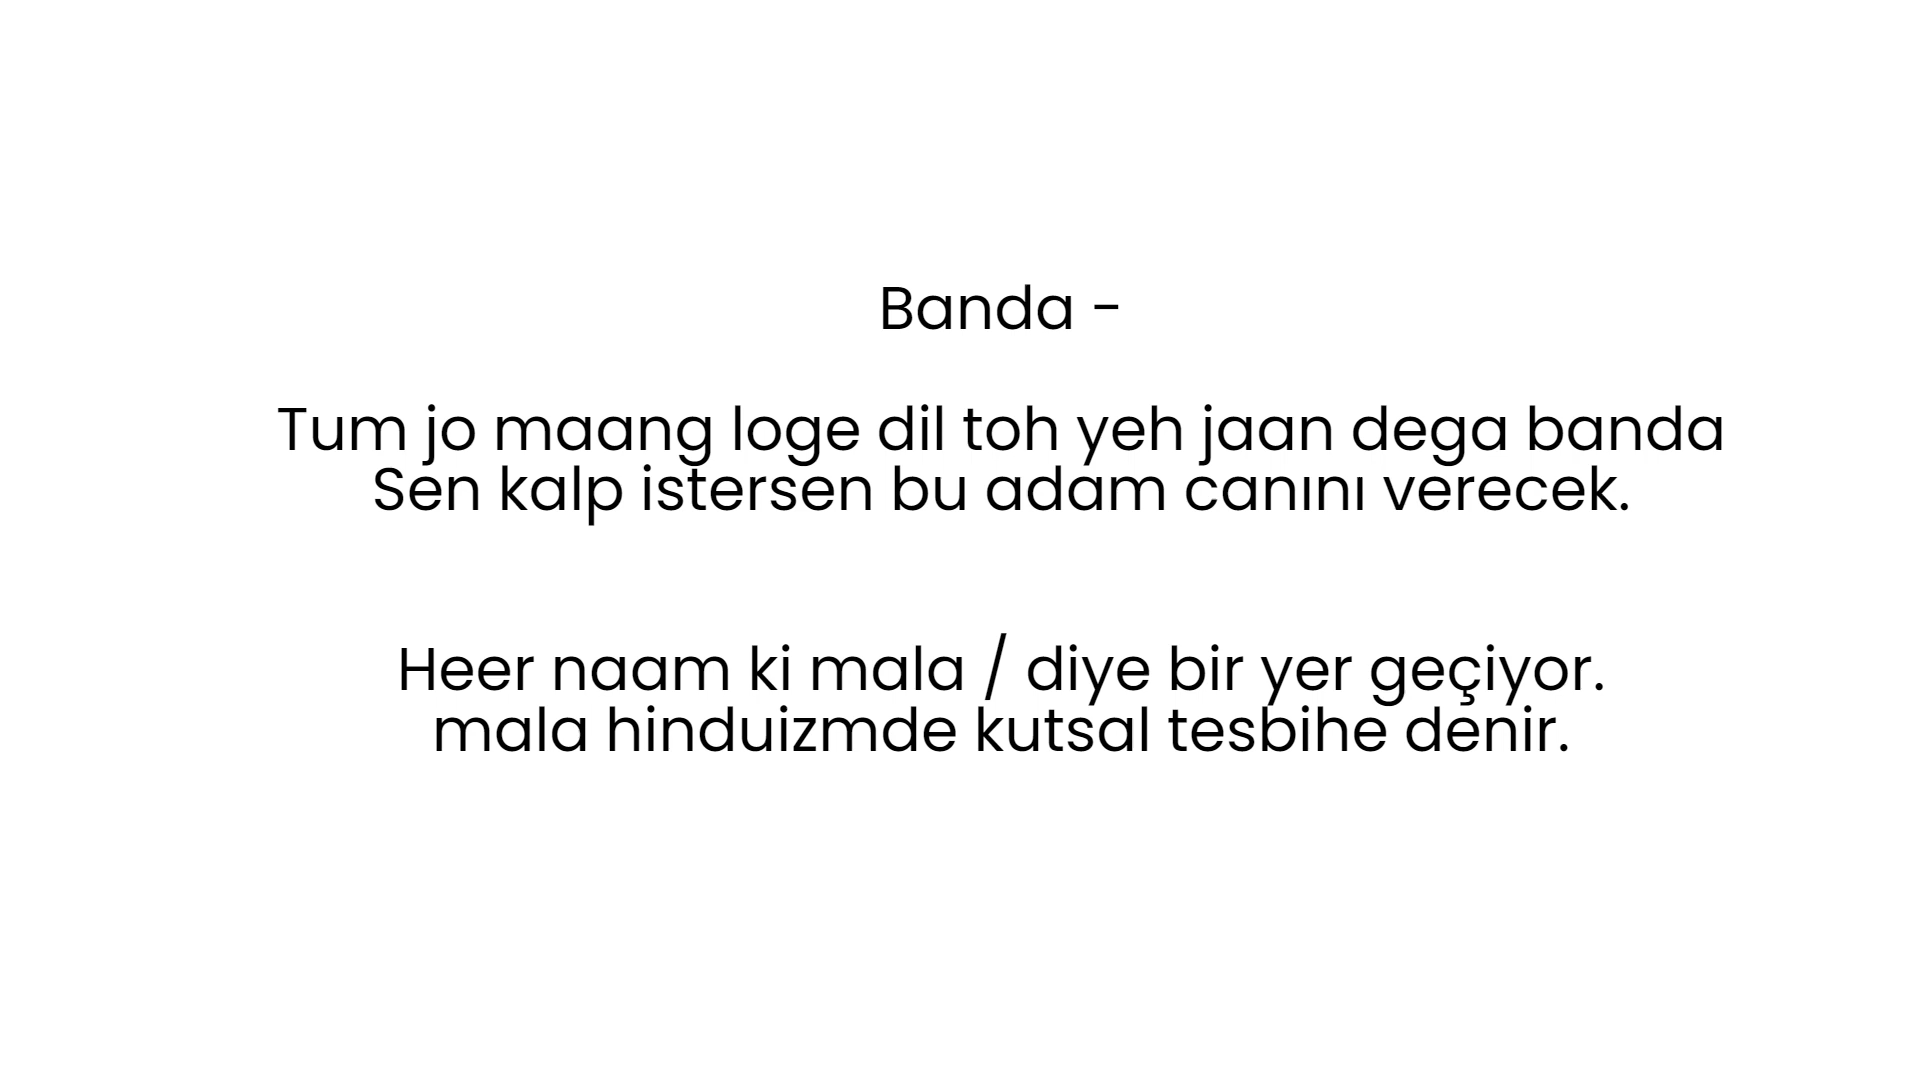 Banda -
Tum jo maang loge dil toh yeh jaan dega banda
Sen kalp istersen bu adam canını verecek.
Heer naam ki mala / diye bir yer geçiyor.
mala hinduizmde kutsal tesbihe denir.